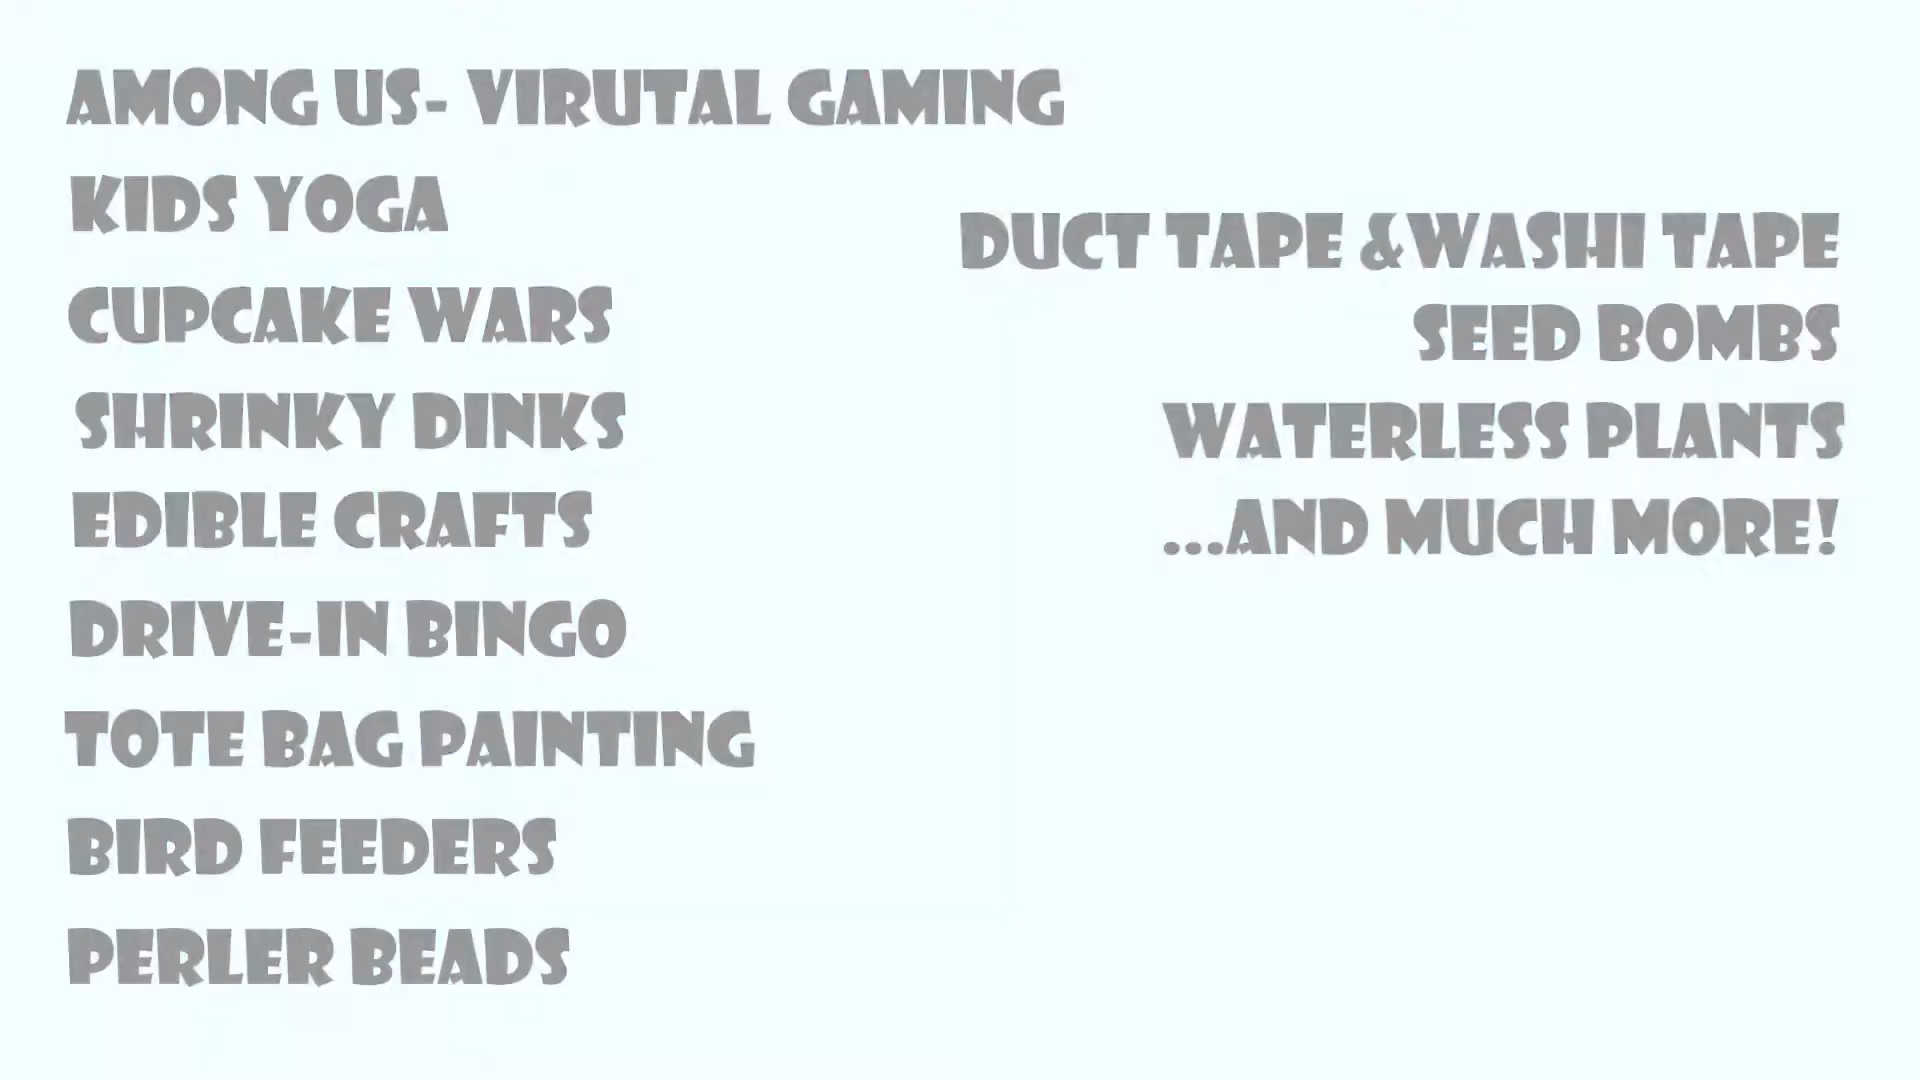 AMONG US- VIRUTAL GAMING
KIDS YOGA
CUPCAKE WARS
SHRINKY DINKS
EDIBLE CRAFTS
DRIVE-IN BINGO
TOTE BAG PAINTING
BIRD FEEDERS
PERLER BEADS
DUCT TAPE &WASHI TAPE
SEED BOMBS
WATERLESS PLANTS
...AND MUCH MORE!